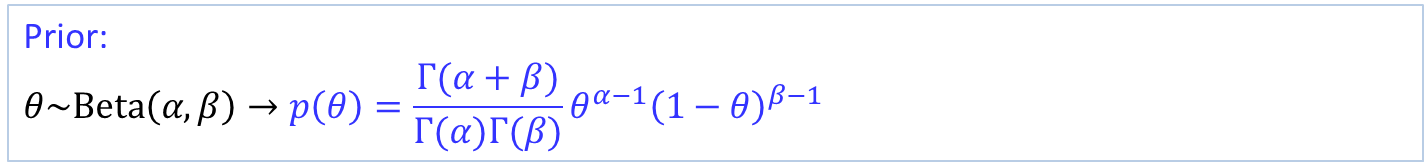 Prior:
θ~Beta(α, β) → p(θ) = Γ(α + β) / Γ(α)Γ(β) θ^{α−1}(1 − θ)^{β−1}